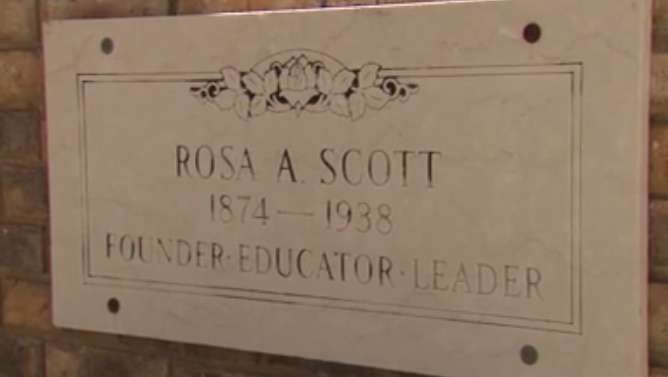 ROSA A. SCOTT
1874 — 1938
FOUNDER · EDUCATOR · LEADER